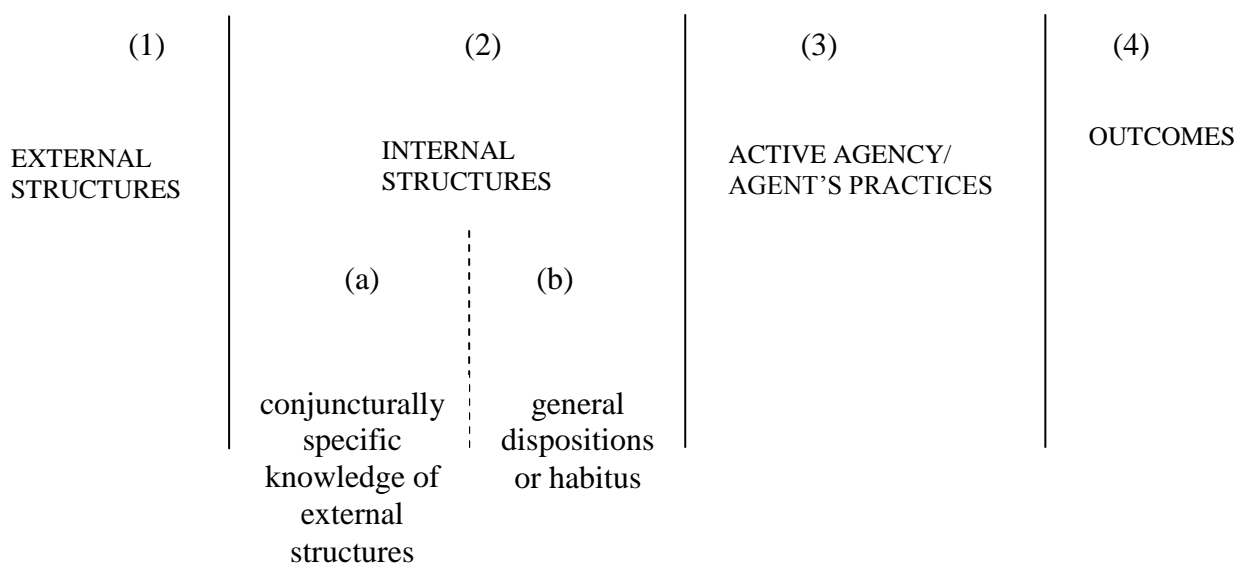 (1)
(2)
(3)
(4)
EXTERNAL
STRUCTURES
INTERNAL
STRUCTURES
ACTIVE AGENCY/
AGENT’S PRACTICES
OUTCOMES
(a)
(b)
conjuncturally
specific
knowledge of
external
structures
general
dispositions
or habitus